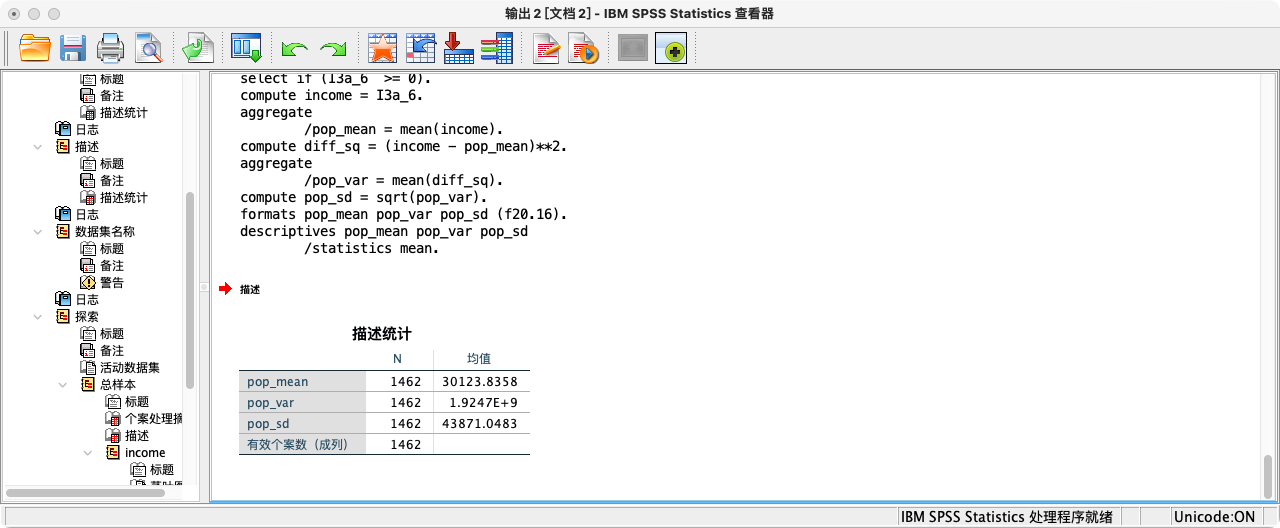 输出 2 [文档 2] - IBM SPSS Statistics 查看器
标题
备注
描述统计
日志
描述
标题
备注
描述统计
日志
数据集名称
标题
备注
警告
日志
探索
标题
备注
活动数据集
总样本
标题
个案处理摘
描述
income
标题
select if (I3a_6  >= 0).
compute income = I3a_6.
aggregate
/pop_mean = mean(income).
compute diff_sq = (income - pop_mean)**2.
aggregate
/pop_var = mean(diff_sq).
compute pop_sd = sqrt(pop_var).
formats pop_mean pop_var pop_sd (f20.16).
descriptives pop_mean pop_var pop_sd
/statistics mean.
描述
描述统计
N 均值
pop_mean 1462 30123.8358
pop_var 1462 1.9247E+9
pop_sd 1462 43871.0483
有效个案数（成列） 1462
IBM SPSS Statistics 处理程序就绪 Unicode:ON